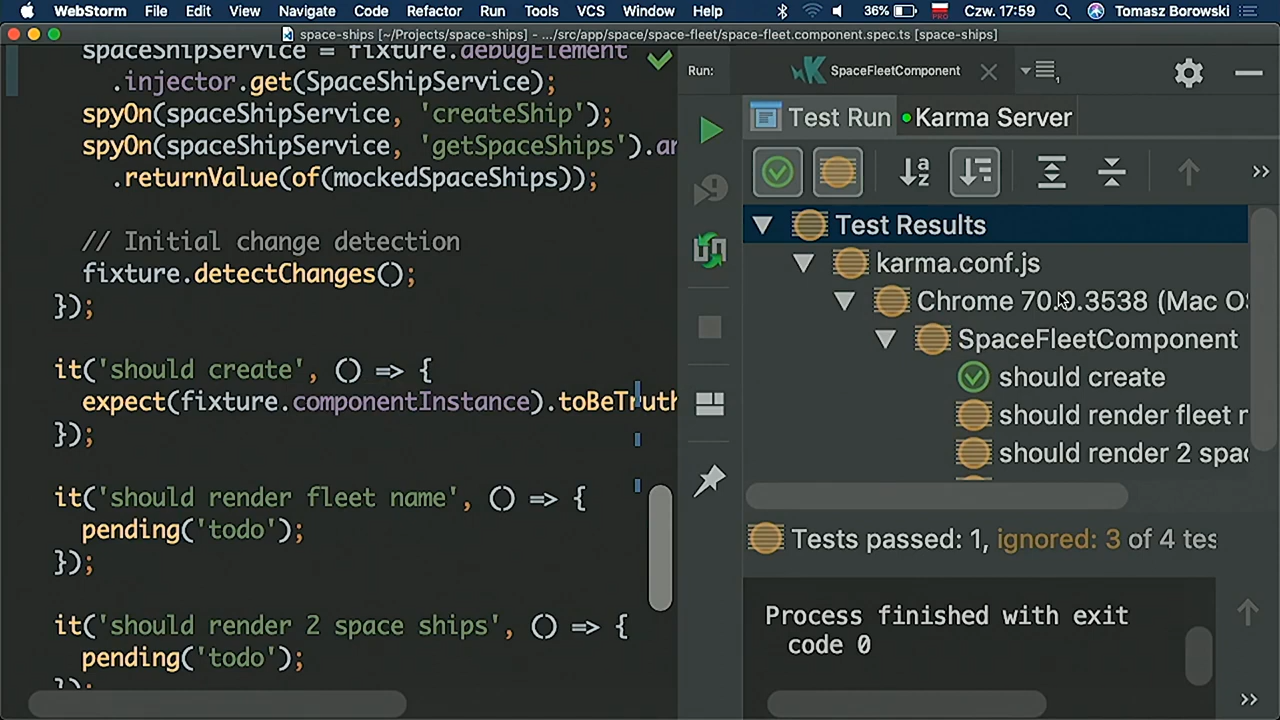 WebStorm File Edit View Navigate Code Refactor Run Tools VCS Window Help 36% Czw. 17:59 Tomasz Borowski
space-ships [~/Projects/space-ships] - .../src/app/space/space-fleet/space-fleet.component.spec.ts [space-ships]
spaceShipService = fixture.debugElement
.injector.get(SpaceShipService);
spyOn(spaceShipService, 'createShip');
spyOn(spaceShipService, 'getSpaceShips').an
.returnValue(of(mockedSpaceShips));
// Initial change detection
fixture.detectChanges();
});
it('should create', () => {
expect(fixture.componentInstance).toBeTruth
});
it('should render fleet name', () => {
pending('todo');
});
it('should render 2 space ships', () => {
pending('todo');
});
Run: SpaceFleetComponent
Test Run Karma Server
Test Results
karma.conf.js
Chrome 70.0.3538 (Mac OS
SpaceFleetComponent
should create
should render fleet n
should render 2 spac
Tests passed: 1, ignored: 3 of 4 tes
Process finished with exit
code 0